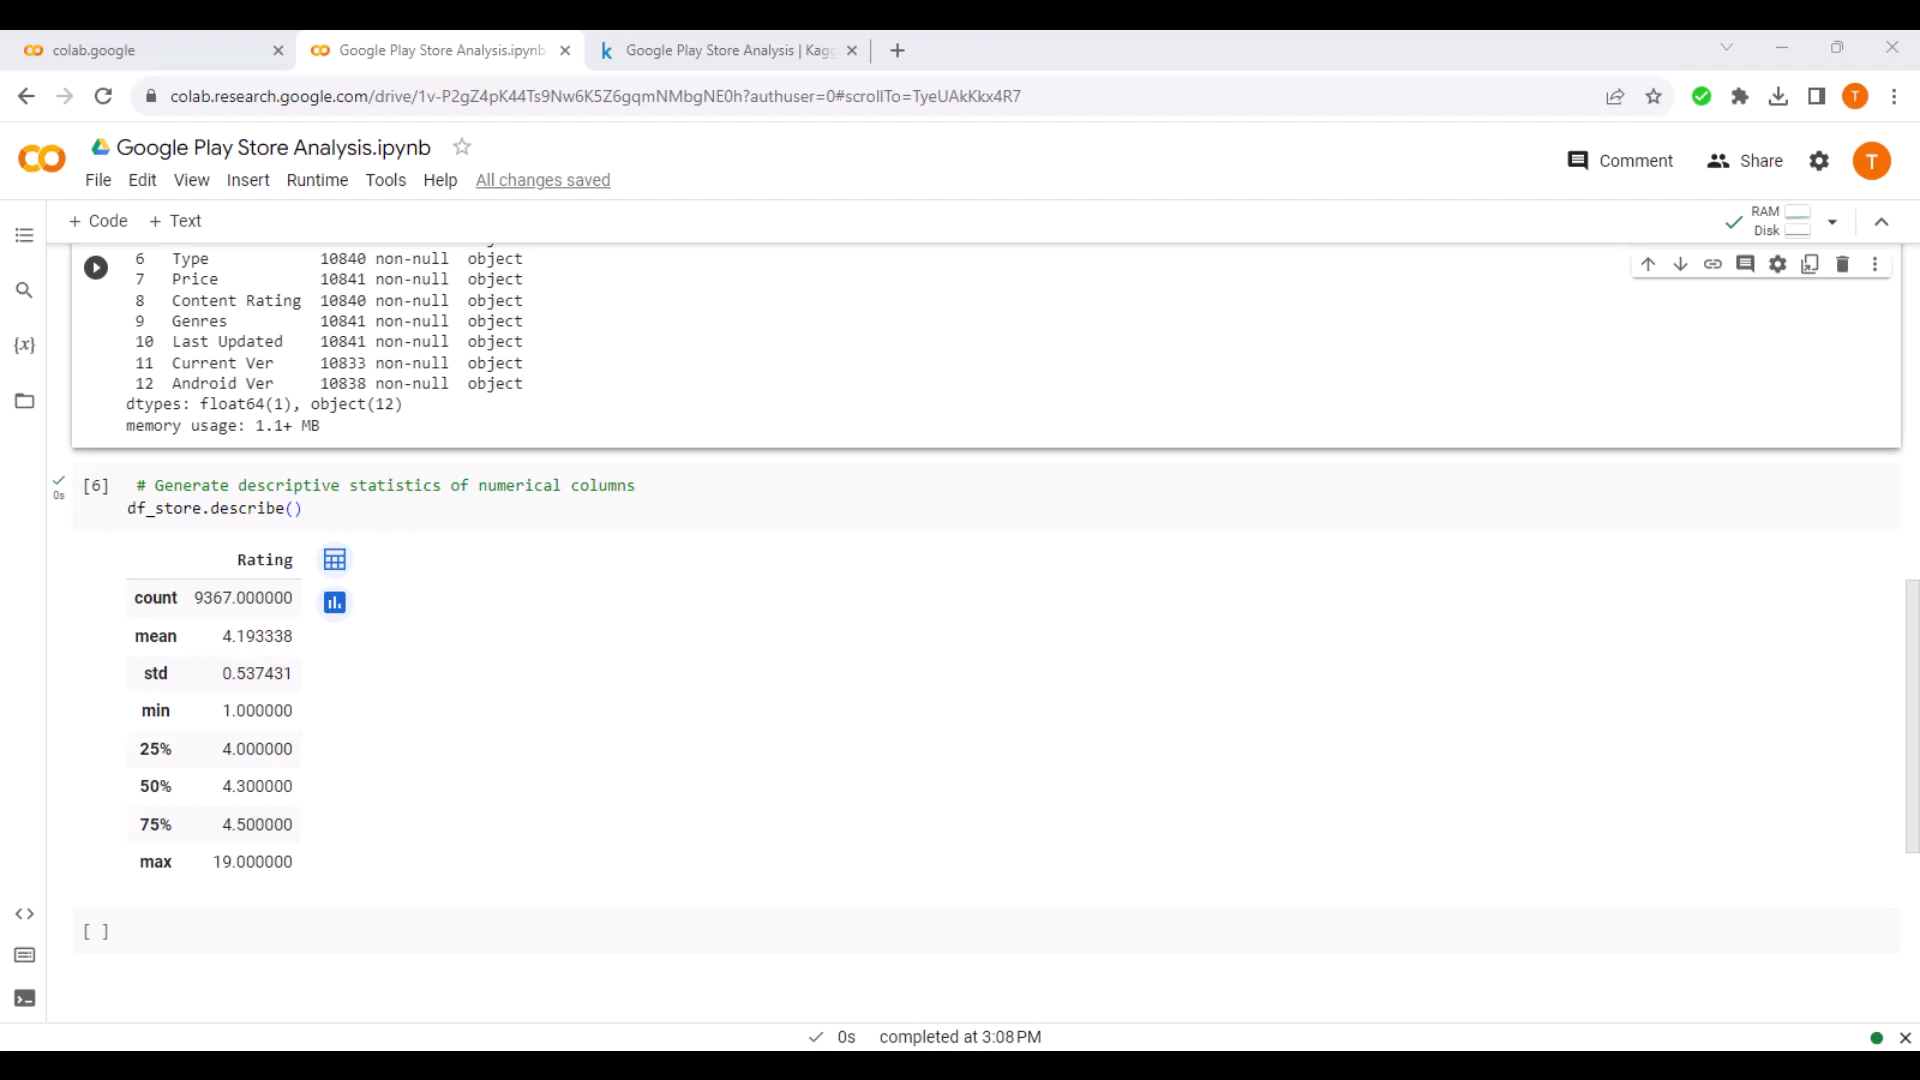 colab.google
Google Play Store Analysis.ipynb
Google Play Store Analysis | Kagg
colab.research.google.com/drive/1v-P2gZ4pK44Ts9Nw6K5Z6gqmNMbgNE0h?authuser=0#scrollTo=TyeUAkKkx4R7
T
Google Play Store Analysis.ipynb
Comment
Share
T
File Edit View Insert Runtime Tools Help All changes saved
+ Code + Text
RAM
Disk
6 Type 10840 non-null object
7 Price 10841 non-null object
8 Content Rating 10840 non-null object
9 Genres 10841 non-null object
10 Last Updated 10841 non-null object
11 Current Ver 10833 non-null object
12 Android Ver 10838 non-null object
dtypes: float64(1), object(12)
memory usage: 1.1+ MB
0s
[6] # Generate descriptive statistics of numerical columns
df_store.describe()
Rating
count 9367.000000
mean 4.193338
std 0.537431
min 1.000000
25% 4.000000
50% 4.300000
75% 4.500000
max 19.000000
[ ]
0s completed at 3:08 PM